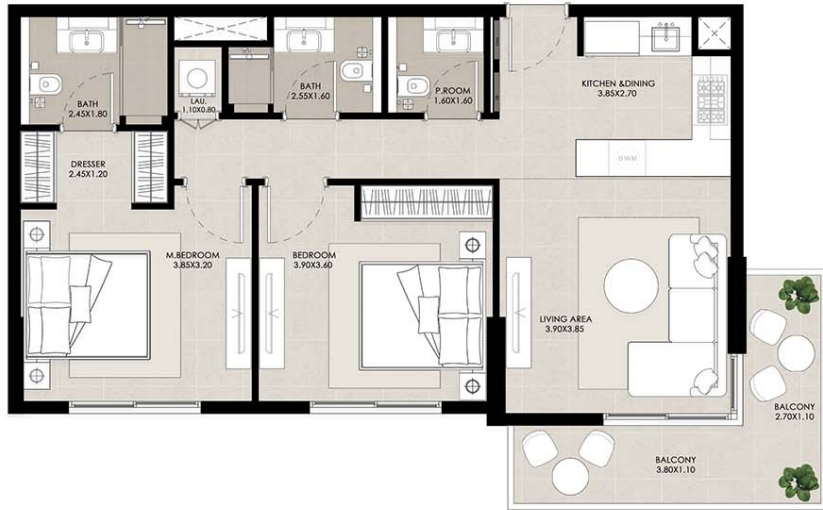 BATH
2.45X1.80
LAU.
1.10X0.80
BATH
2.55X1.60
P.ROOM
1.60X1.60
KITCHEN &DINING
3.85X2.70
DRESSER
2.45X1.20
M.BEDROOM
3.85X3.20
BEDROOM
3.90X3.60
LIVING AREA
3.90X3.85
BALCONY
2.70X1.10
BALCONY
3.80X1.10